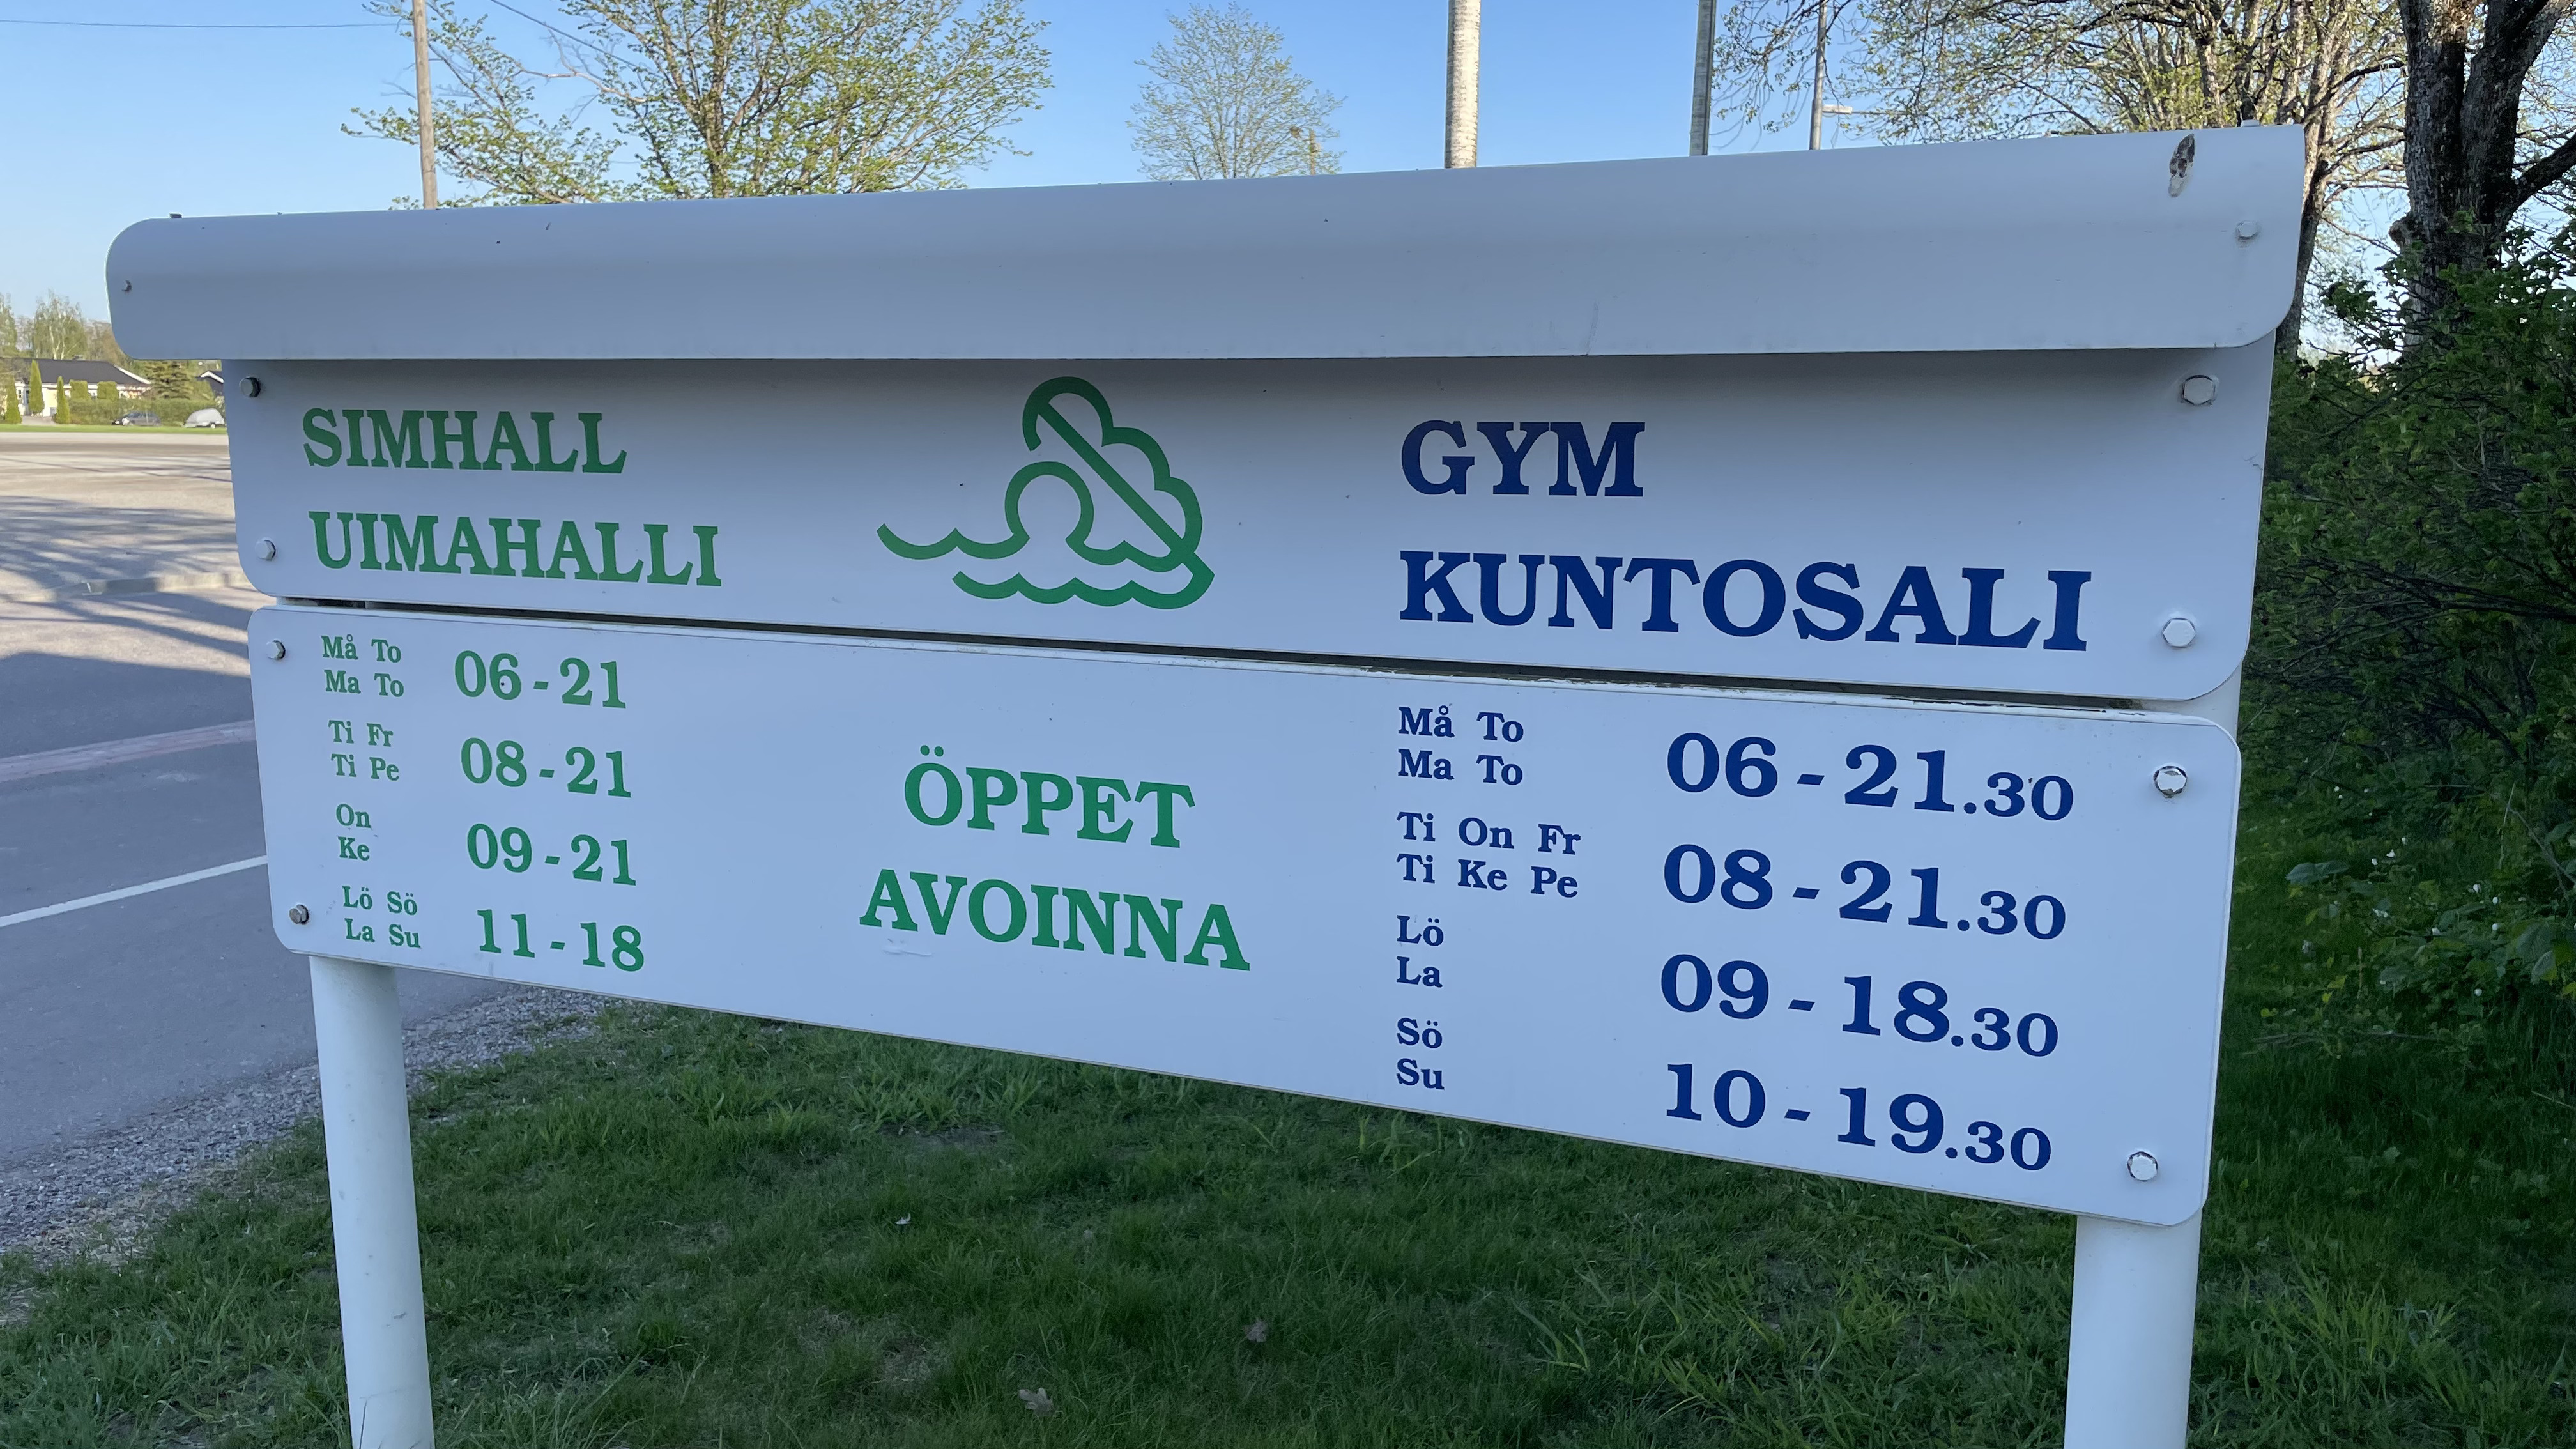 SIMHALL
UIMAHALLI
GYM
KUNTOSALI
Må To
Ma To
06-21
Ti Fr
Ti Pe
08-21
On
Ke
09-21
Lö Sö
La Su
11-18
ÖPPET
AVOINNA
Må To
Ma To
06-21.30
Ti On Fr
Ti Ke Pe
08-21.30
Lö
La
09-18.30
Sö
Su
10-19.30